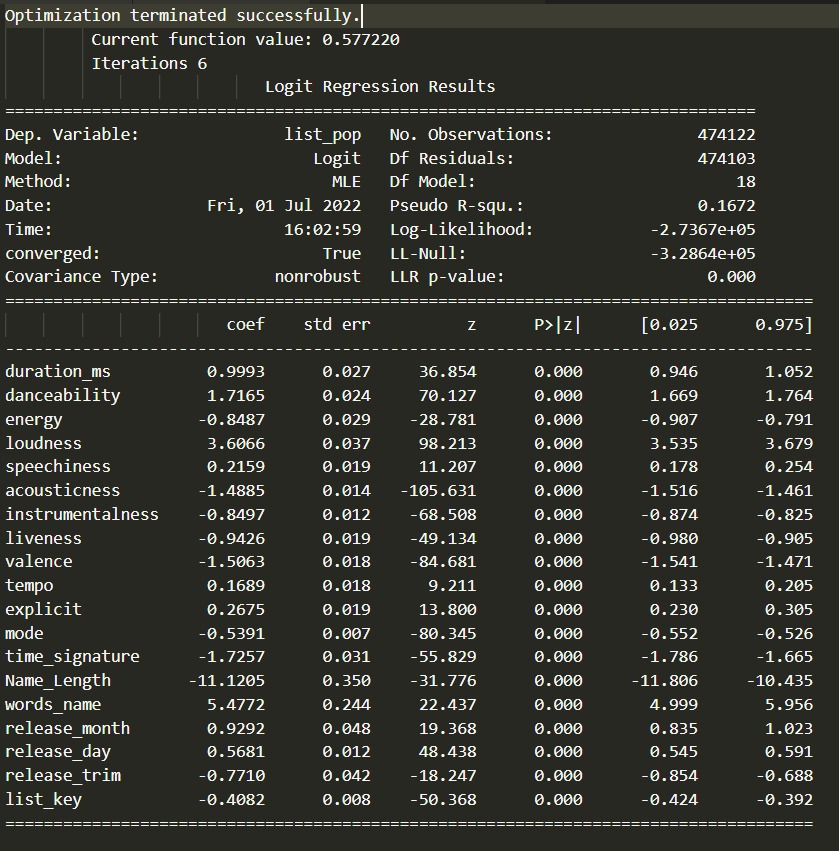 Optimization terminated successfully.
Current function value: 0.577220
Iterations 6
Logit Regression Results
==============================================================================
Dep. Variable: list_pop No. Observations: 474122
Model: Logit Df Residuals: 474103
Method: MLE Df Model: 18
Date: Fri, 01 Jul 2022 Pseudo R-squ.: 0.1672
Time: 16:02:59 Log-Likelihood: -2.7367e+05
converged: True LL-Null: -3.2864e+05
Covariance Type: nonrobust LLR p-value: 0.000
====================================================================================
coef std err z P>|z| [0.025 0.975]
------------------------------------------------------------------------------------
duration_ms 0.9993 0.027 36.854 0.000 0.946 1.052
danceability 1.7165 0.024 70.127 0.000 1.669 1.764
energy -0.8487 0.029 -28.781 0.000 -0.907 -0.791
loudness 3.6066 0.037 98.213 0.000 3.535 3.679
speechiness 0.2159 0.019 11.207 0.000 0.178 0.254
acousticness -1.4885 0.014 -105.631 0.000 -1.516 -1.461
instrumentalness -0.8497 0.012 -68.508 0.000 -0.874 -0.825
liveness -0.9426 0.019 -49.134 0.000 -0.980 -0.905
valence -1.5063 0.018 -84.681 0.000 -1.541 -1.471
tempo 0.1689 0.018 9.211 0.000 0.133 0.205
explicit 0.2675 0.019 13.800 0.000 0.230 0.305
mode -0.5391 0.007 -80.345 0.000 -0.552 -0.526
time_signature -1.7257 0.031 -55.829 0.000 -1.786 -1.665
Name_Length -11.1205 0.350 -31.776 0.000 -11.806 -10.435
words_name 5.4772 0.244 22.437 0.000 4.999 5.956
release_month 0.9292 0.048 19.368 0.000 0.835 1.023
release_day 0.5681 0.012 48.438 0.000 0.545 0.591
release_trim -0.7710 0.042 -18.247 0.000 -0.854 -0.688
list_key -0.4082 0.008 -50.368 0.000 -0.424 -0.392
====================================================================================